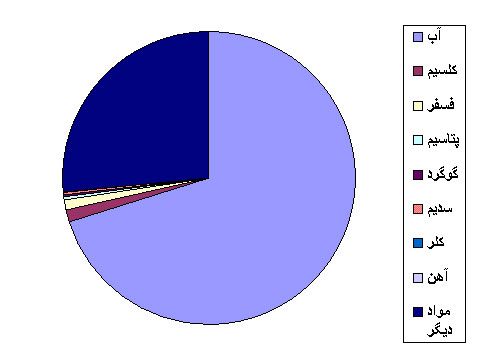 آب
کلسیم
فسفر
پتاسیم
گوگرد
سدیم
کلر
آهن
مواد
دیگر